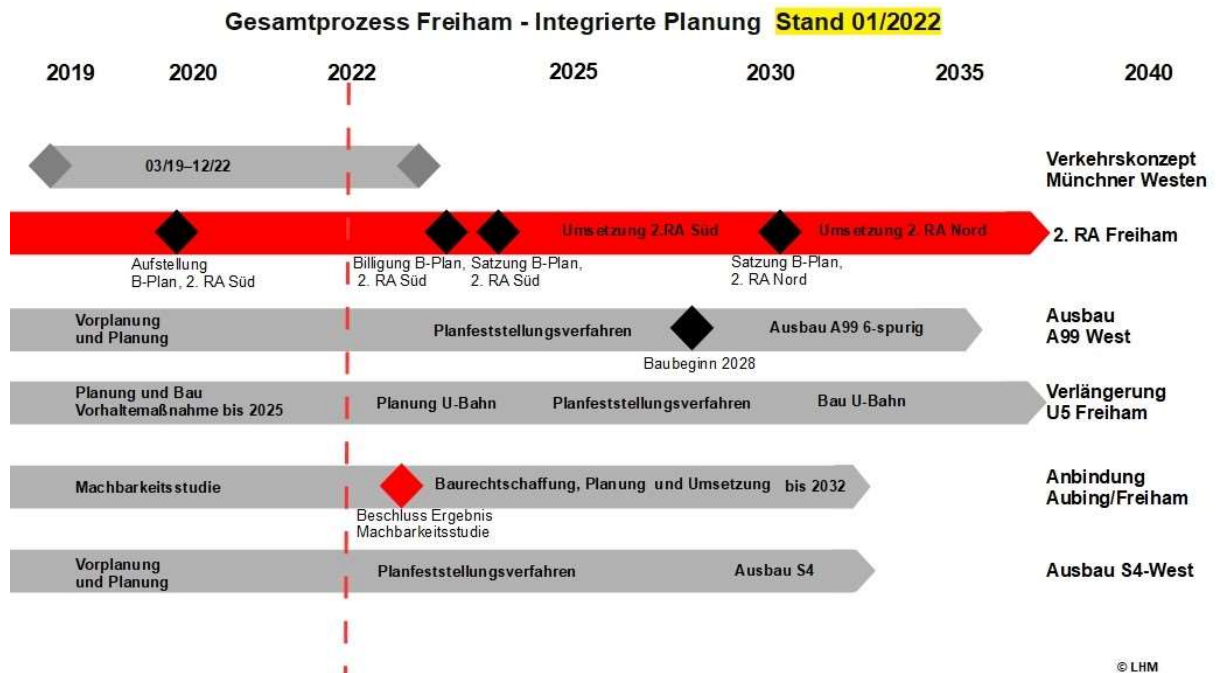 Gesamtprozess Freiham - Integrierte Planung Stand 01/2022
2019 2020 2022 2025 2030 2035 2040
03/19–12/22
Verkehrskonzept
Münchner Westen
Umsetzung 2.RA Süd
Umsetzung 2. RA Nord
2. RA Freiham
Aufstellung
B-Plan, 2. RA Süd
Billigung B-Plan,
2. RA Süd
Satzung B-Plan,
2. RA Süd
Satzung B-Plan,
2. RA Nord
Vorplanung
und Planung
Planfeststellungsverfahren
Ausbau A99 6-spurig
Baubeginn 2028
Ausbau
A99 West
Planung und Bau
Vorhaltemaßnahme bis 2025
Planung U-Bahn
Planfeststellungsverfahren
Bau U-Bahn
Verlängerung
U5 Freiham
Machbarkeitsstudie
Baurechtschaffung, Planung und Umsetzung bis 2032
Beschluss Ergebnis
Machbarkeitsstudie
Anbindung
Aubing/Freiham
Vorplanung
und Planung
Planfeststellungsverfahren
Ausbau S4
Ausbau S4-West
© LHM